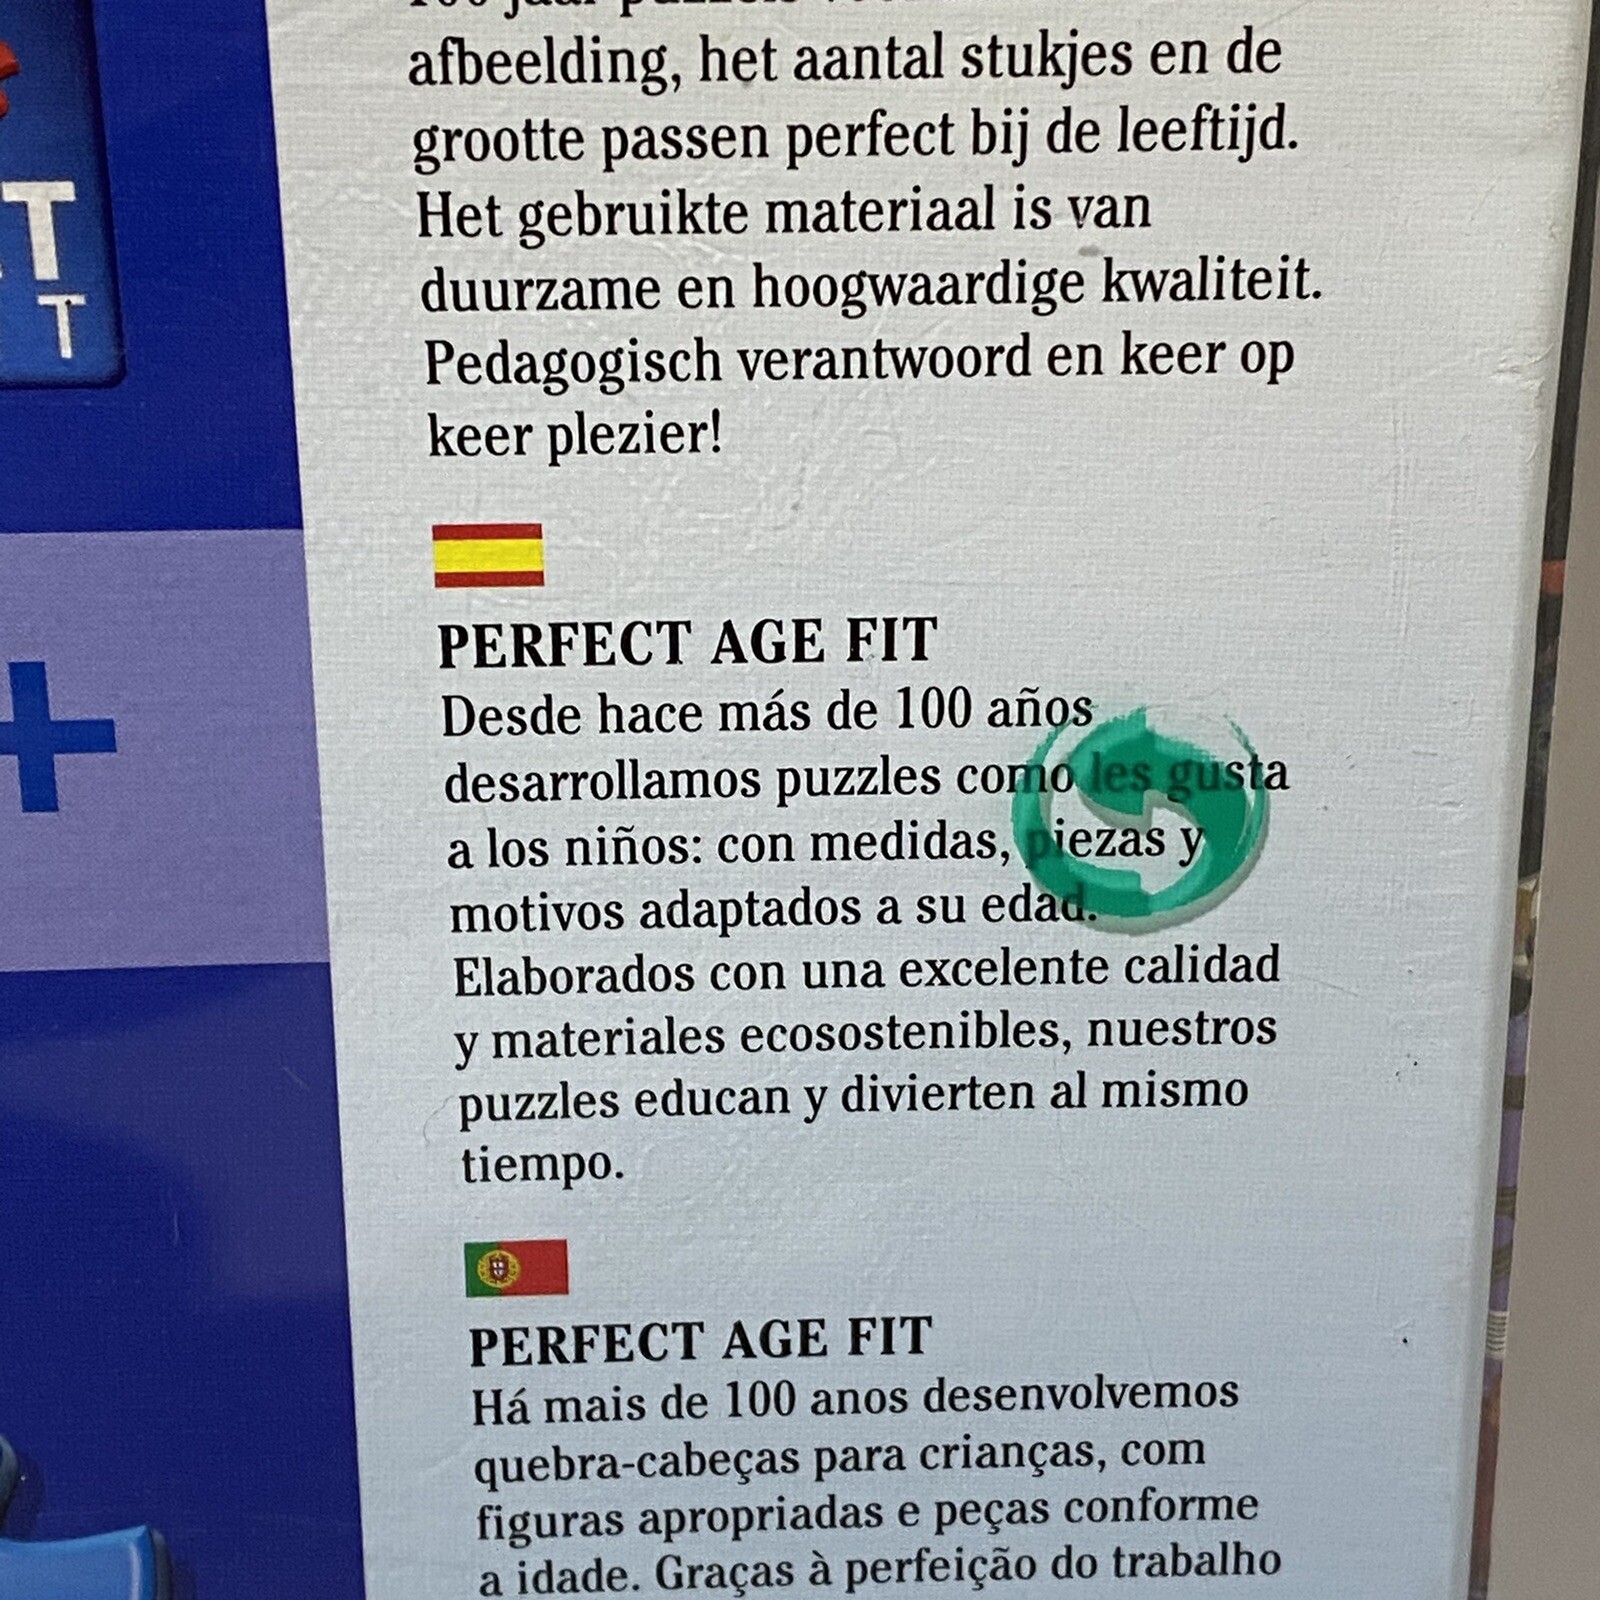 afbeelding, het aantal stukjes en de
grootte passen perfect bij de leeftijd.
Het gebruikte materiaal is van
duurzame en hoogwaardige kwaliteit.
Pedagogisch verantwoord en keer op
keer plezier!
T
T
+
PERFECT AGE FIT
Desde hace más de 100 años
desarrollamos puzzles como les gusta
a los niños: con medidas, piezas y
motivos adaptados a su edad.
Elaborados con una excelente calidad
y materiales ecosostenibles, nuestros
puzzles educan y divierten al mismo
tiempo.
PERFECT AGE FIT
Há mais de 100 anos desenvolvemos
quebra-cabeças para crianças, com
figuras apropriadas e peças conforme
a idade. Graças à perfeição do trabalho